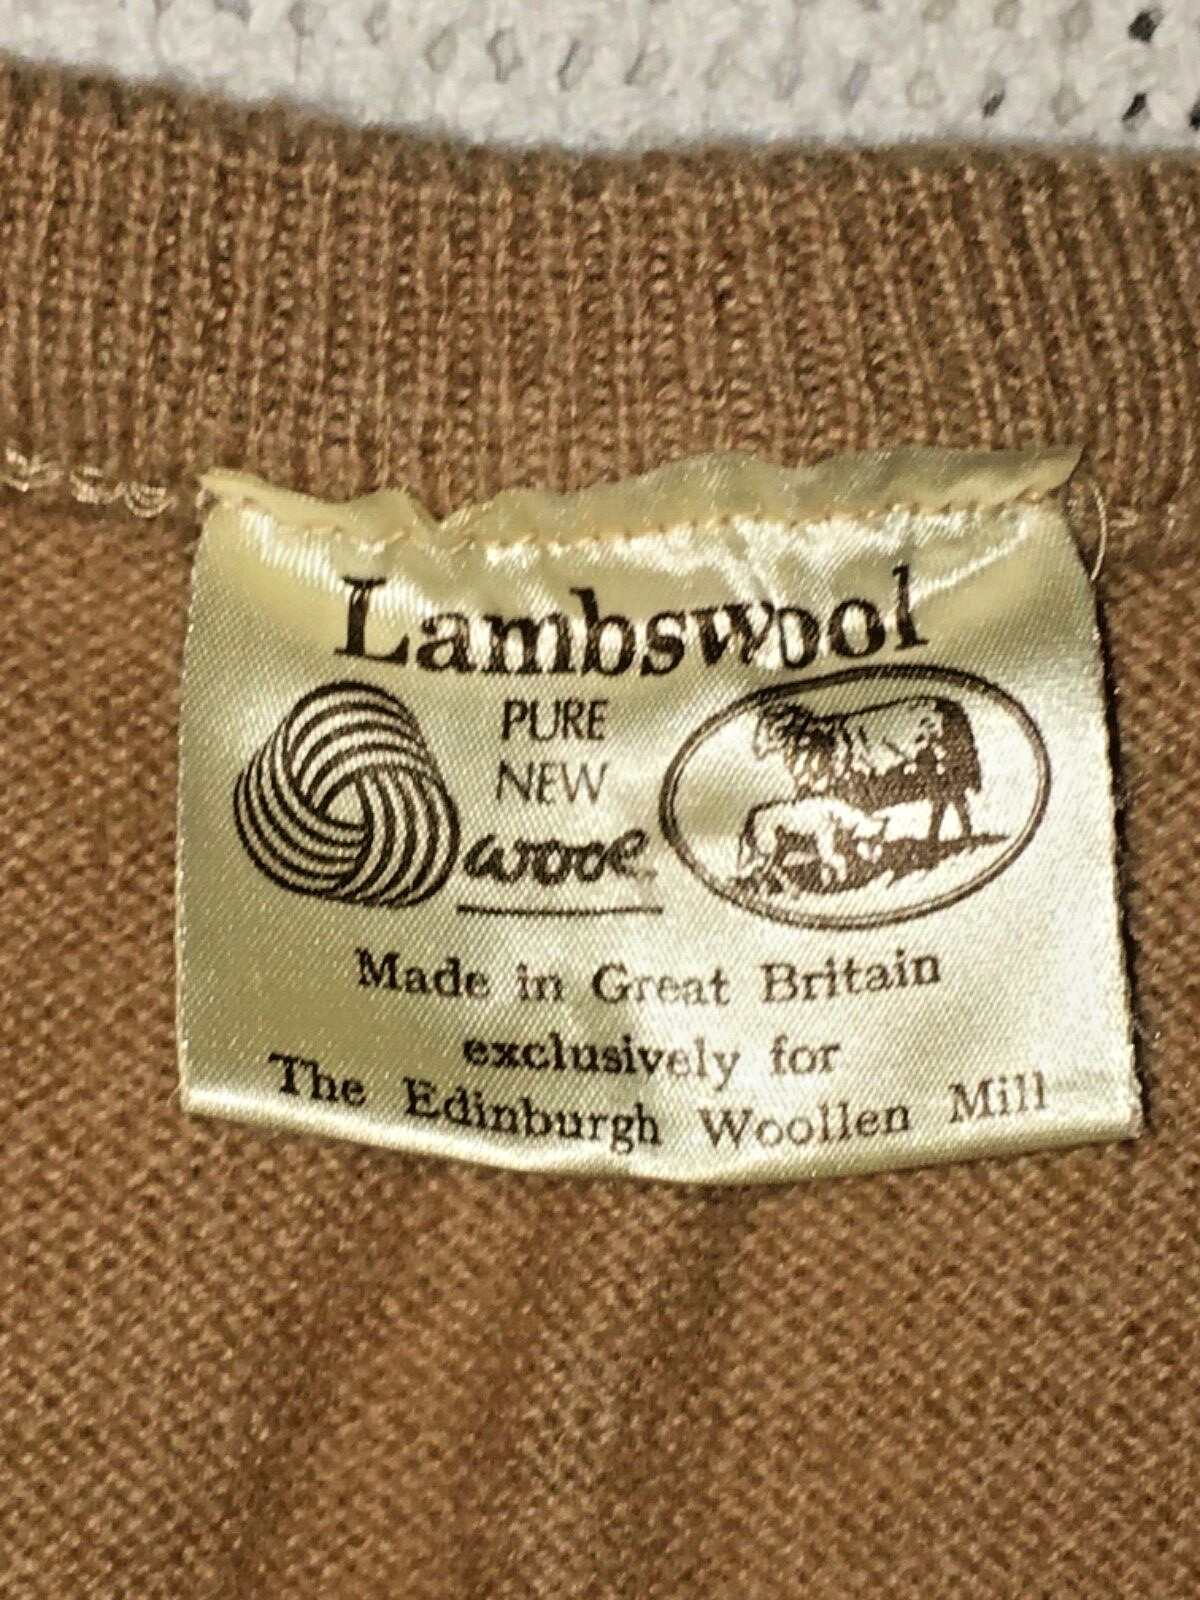 Lambswool
PURE
NEW
wool
Made in Great Britain
exclusively for
The Edinburgh Woollen Mill